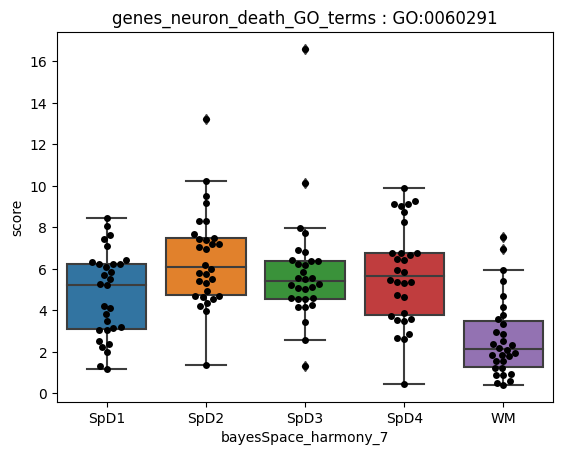 genes_neuron_death_GO_terms : GO:0060291
score
16
14
12
10
8
6
4
2
0
SpD1 SpD2 SpD3 SpD4 WM
bayesSpace_harmony_7